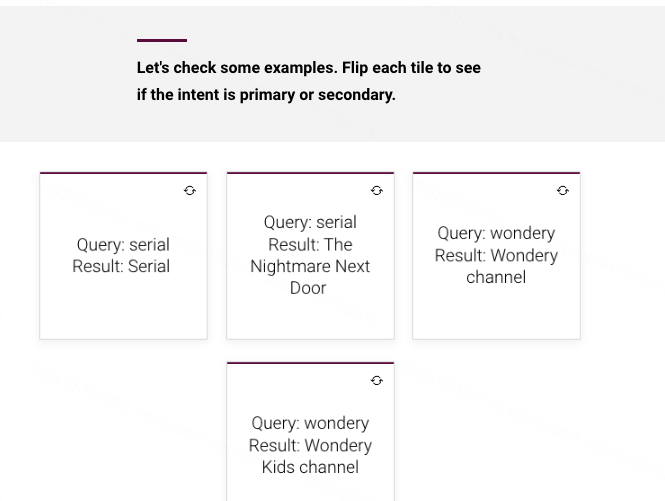 Let's check some examples. Flip each tile to see
if the intent is primary or secondary.
Query: serial
Result: Serial
Query: serial
Result: The
Nightmare Next
Door
Query: wondery
Result: Wondery
channel
Query: wondery
Result: Wondery
Kids channel